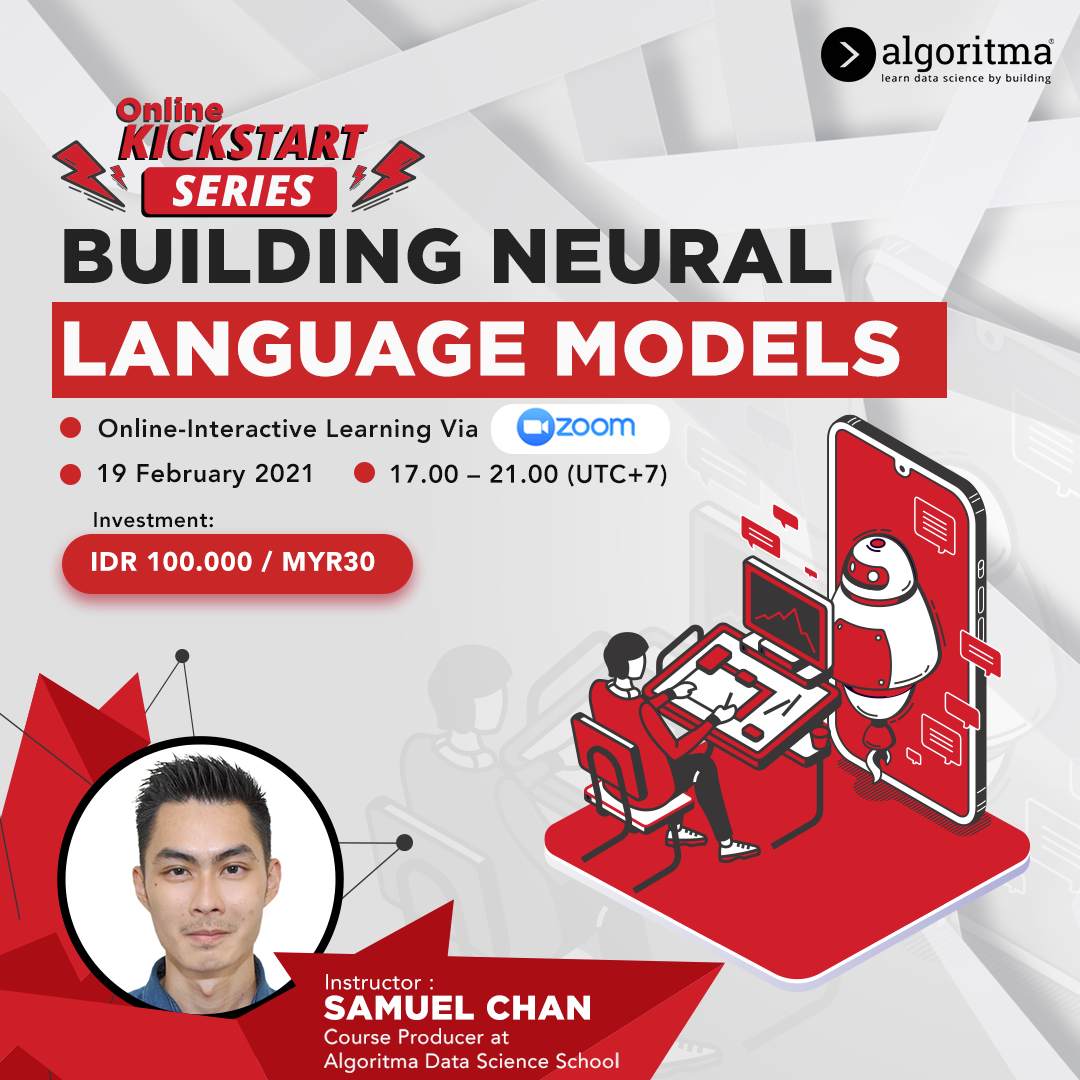 algoritma®
learn data science by building
Online
KICKSTART
SERIES
BUILDING NEURAL
LANGUAGE MODELS
Online-Interactive Learning Via zoom
19 February 2021 17.00 – 21.00 (UTC+7)
Investment:
IDR 100.000 / MYR30
Instructor :
SAMUEL CHAN
Course Producer at
Algoritma Data Science School